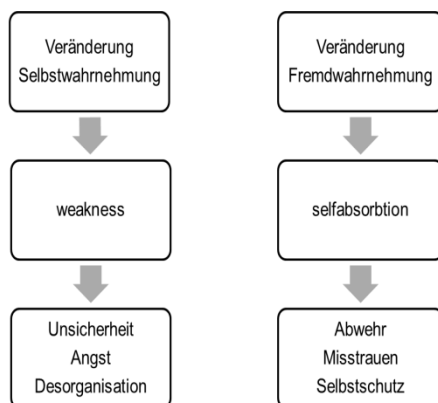 Veränderung
Selbstwahrnehmung
weakness
Unsicherheit
Angst
Desorganisation
Veränderung
Fremdwahrnehmung
selfabsorbtion
Abwehr
Misstrauen
Selbstschutz